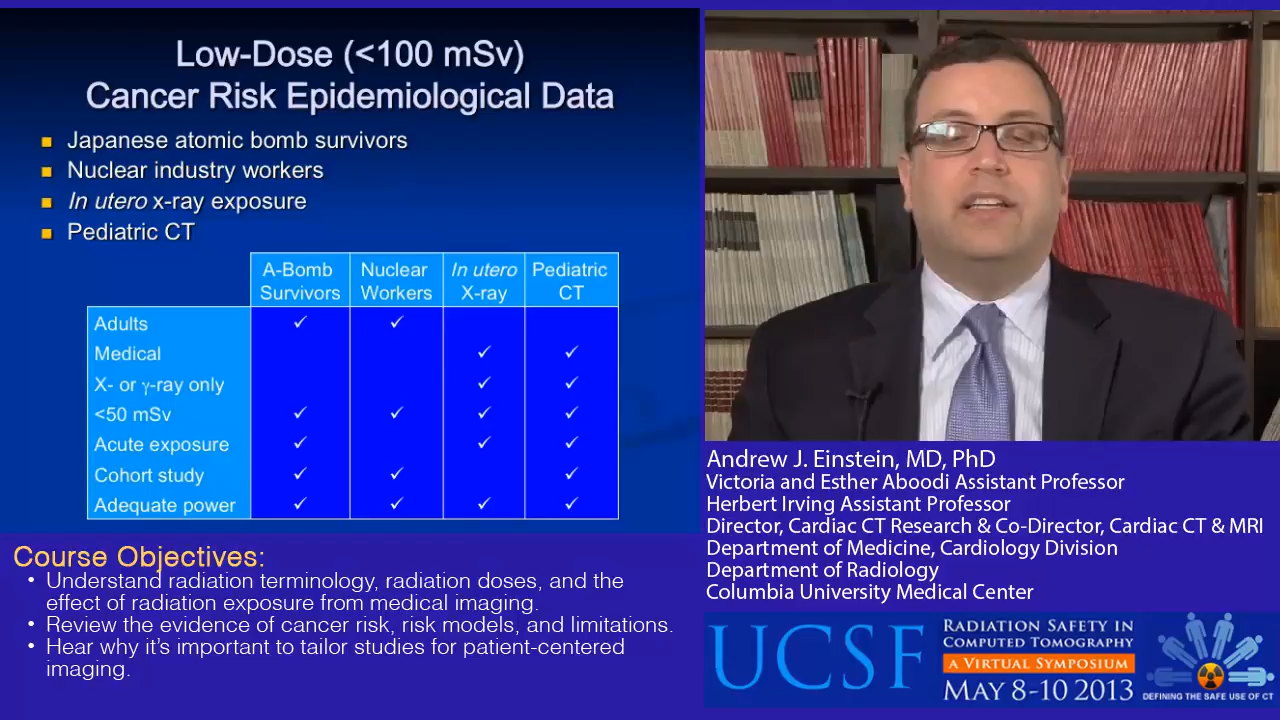 Low-Dose (<100 mSv)
Cancer Risk Epidemiological Data
Japanese atomic bomb survivors
Nuclear industry workers
In utero x-ray exposure
Pediatric CT
A-Bomb Survivors Nuclear Workers In utero X-ray Pediatric CT
Adults ✓ ✓
Medical ✓ ✓
X- or γ-ray only ✓ ✓
<50 mSv ✓ ✓ ✓ ✓
Acute exposure ✓ ✓ ✓
Cohort study ✓ ✓ ✓
Adequate power ✓ ✓ ✓ ✓
Course Objectives:
• Understand radiation terminology, radiation doses, and the
effect of radiation exposure from medical imaging.
• Review the evidence of cancer risk, risk models, and limitations.
• Hear why it's important to tailor studies for patient-centered
imaging.
Andrew J. Einstein, MD, PhD
Victoria and Esther Aboodi Assistant Professor
Herbert Irving Assistant Professor
Director, Cardiac CT Research & Co-Director, Cardiac CT & MRI
Department of Medicine, Cardiology Division
Department of Radiology
Columbia University Medical Center
UCSF
RADIATION SAFETY IN
COMPUTED TOMOGRAPHY
A VIRTUAL SYMPOSIUM
MAY 8-10 2013
DEFINING THE SAFE USE OF CT